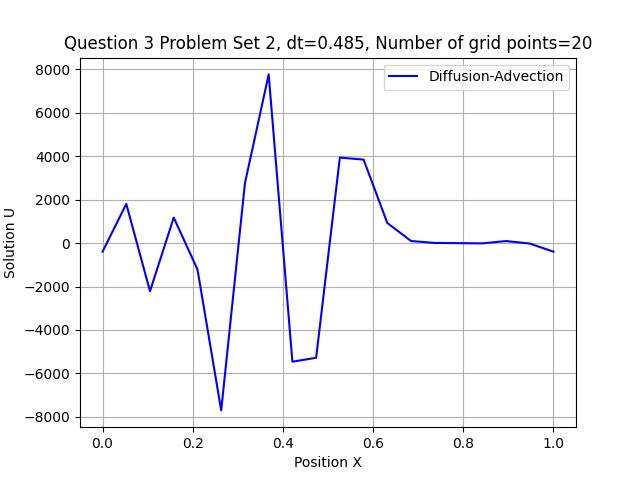 Question 3 Problem Set 2, dt=0.485, Number of grid points=20
Diffusion-Advection
8000
6000
4000
2000
0
−2000
−4000
−6000
−8000
Solution U
0.0 0.2 0.4 0.6 0.8 1.0
Position X